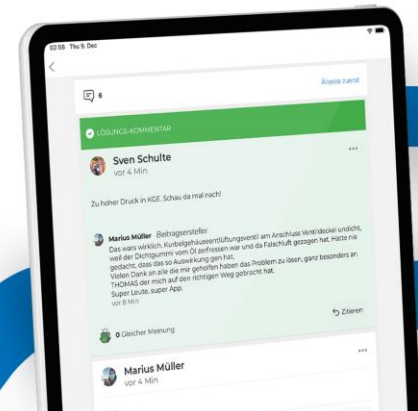 02:56 Thu 9. Dec
6
Älteste zuerst
LÖSUNGS-KOMMENTAR
Sven Schulte
vor 4 Min
Zu hoher Druck in KGE. Schau da mal nach!
Marius Müller Beitragsersteller
Das wars wirklich. Kurbelgehäuseentlüftungsventil am Anschluss Ventildeckel undicht,
weil der Dichtgummi vom Öl zerfressen war und da Falschluft gezogen hat. Hätte nie
gedacht, dass das so Auswirkung gen hat.
Vielen Dank an alle die mir geholfen haben das Problem zu lösen, ganz besonders an
THOMAS der mich auf den richtigen Weg gebracht hat.
Super Leute, super App.
vor 8 Min
Zitieren
0 Gleicher Meinung
Marius Müller
vor 4 Min